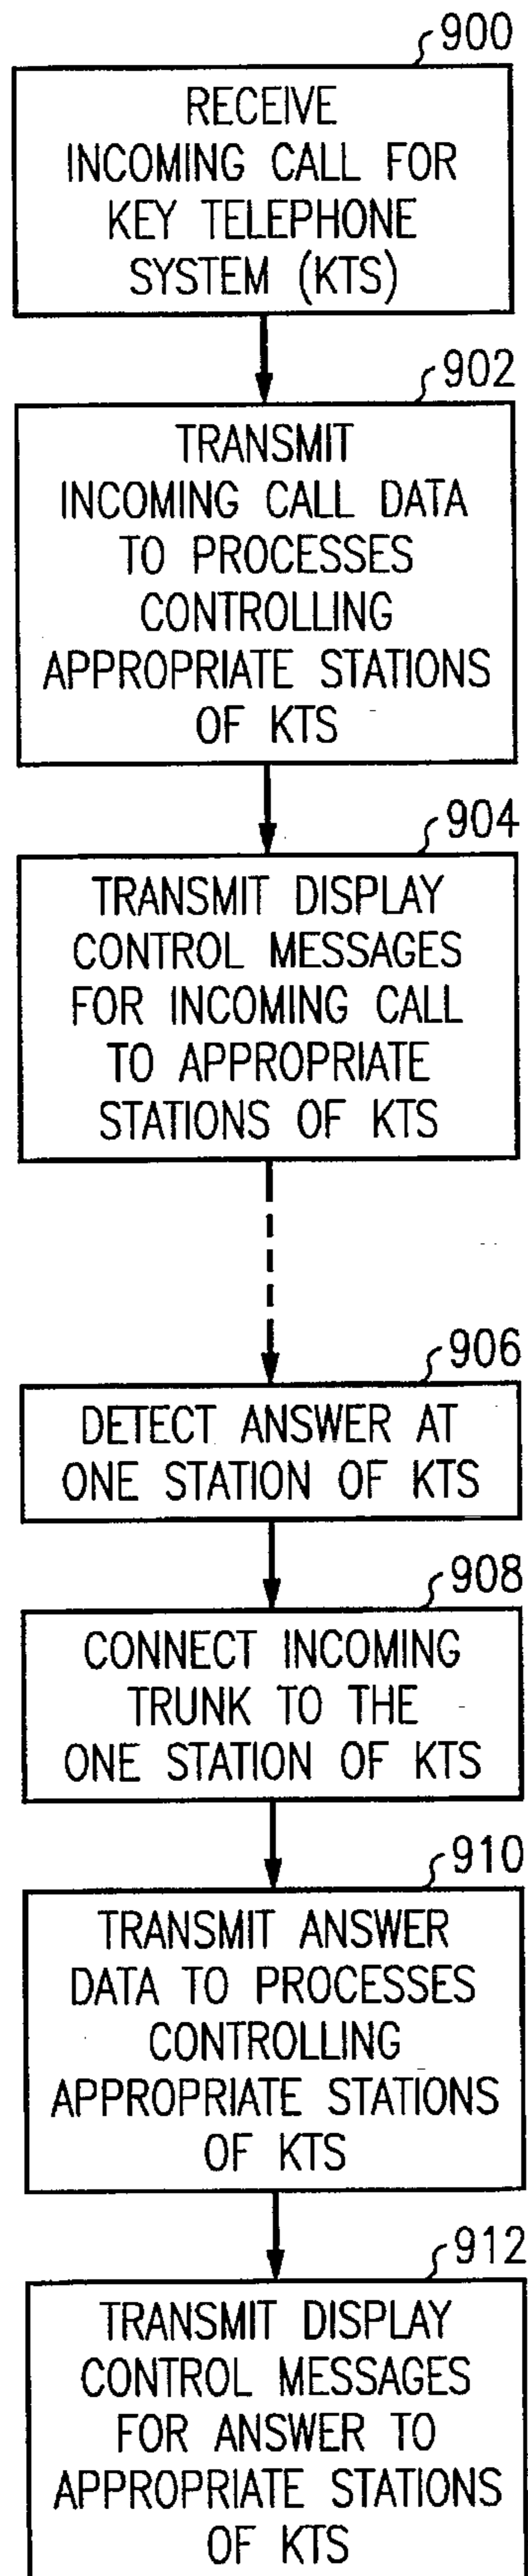 900
RECEIVE
INCOMING CALL FOR
KEY TELEPHONE
SYSTEM (KTS)
902
TRANSMIT
INCOMING CALL DATA
TO PROCESSES
CONTROLLING
APPROPRIATE STATIONS
OF KTS
904
TRANSMIT DISPLAY
CONTROL MESSAGES
FOR INCOMING CALL
TO APPROPRIATE
STATIONS OF KTS
906
DETECT ANSWER AT
ONE STATION OF KTS
908
CONNECT INCOMING
TRUNK TO THE
ONE STATION OF KTS
910
TRANSMIT ANSWER
DATA TO PROCESSES
CONTROLLING
APPROPRIATE STATIONS
OF KTS
912
TRANSMIT DISPLAY
CONTROL MESSAGES
FOR ANSWER TO
APPROPRIATE STATIONS
OF KTS